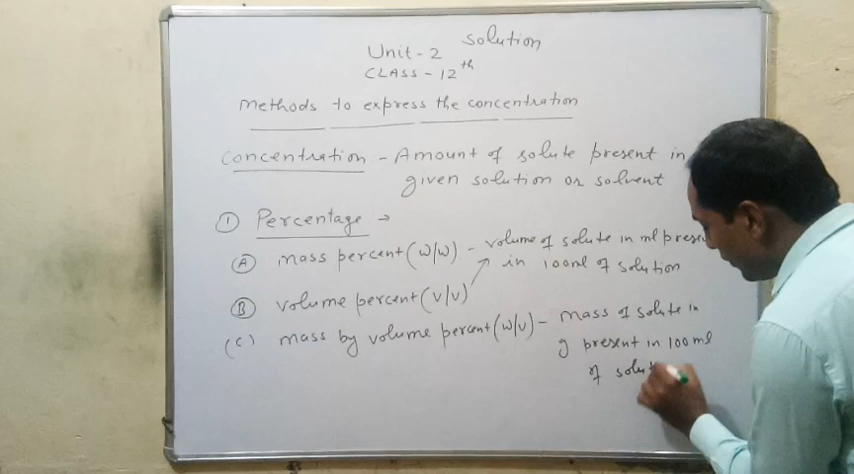 Solution
Unit - 2
CLASS - 12th
Methods to express the concentration
Concentration - Amount of solute present in
given solution or solvent
① Percentage →
Ⓐ mass percent (W/W) - volume of solute in ml
in 100ml of solution
Ⓑ volume percent (V/V)
(C) mass by volume percent (W/V) - mass of solute in
g present in 100 ml
of